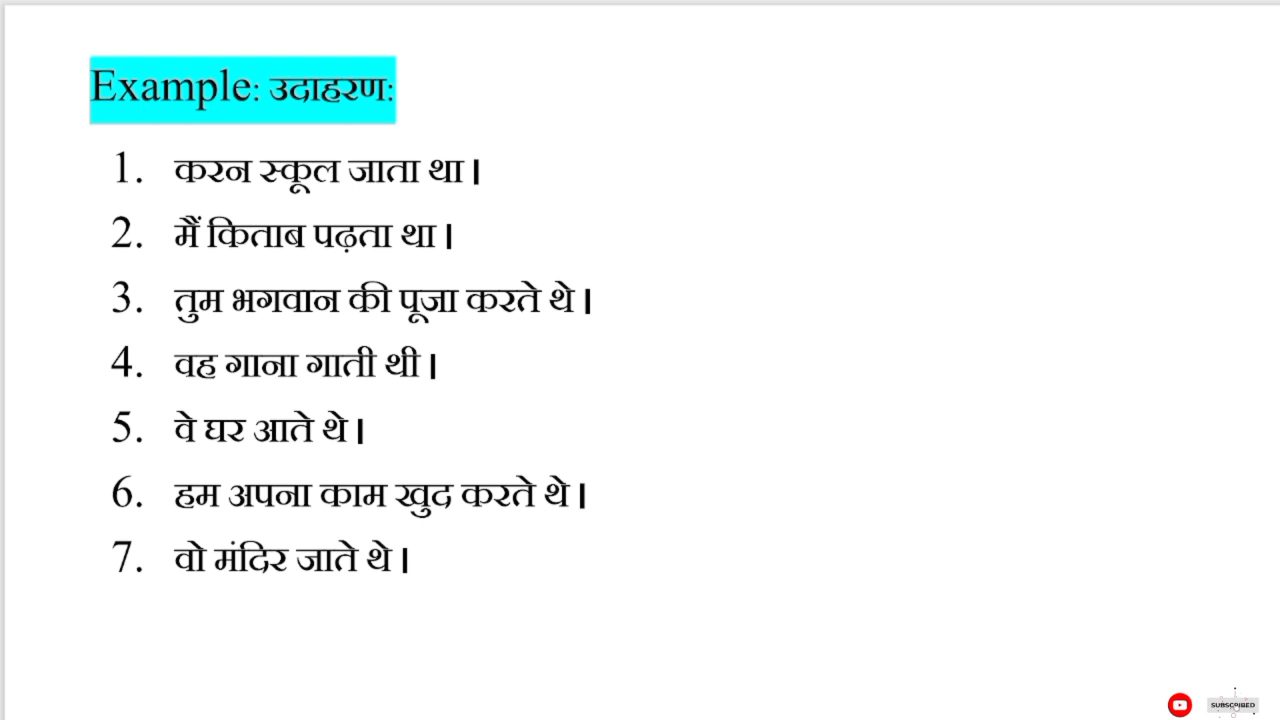 Example: उदाहरण:
1. करन स्कूल जाता था।
2. मैं किताब पढ़ता था।
3. तुम भगवान की पूजा करते थे।
4. वह गाना गाती थी।
5. वे घर आते थे।
6. हम अपना काम खुद करते थे।
7. वो मंदिर जाते थे।
SUBSCRIBED